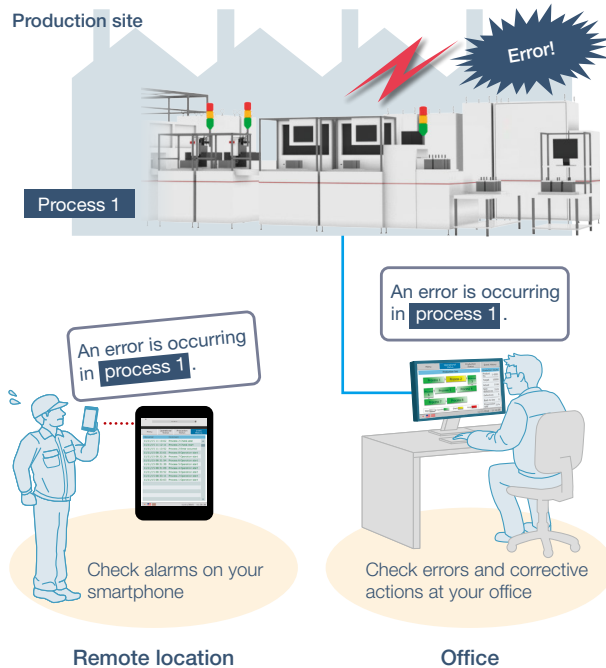 Production site
Error!
Process 1
An error is occurring
in process 1 .
An error is occurring
in process 1 .
Check alarms on your
smartphone
Check errors and corrective
actions at your office
Remote location
Office